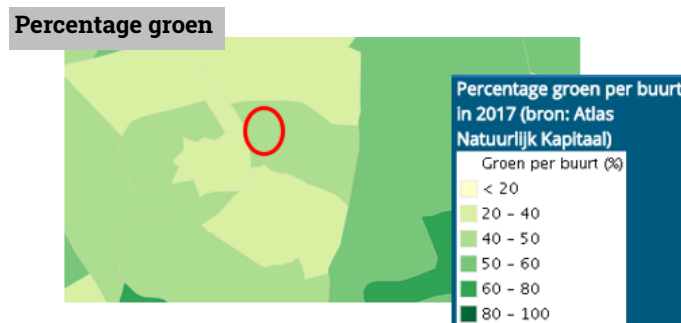 Percentage groen
Percentage groen per buurt
in 2017 (bron: Atlas
Natuurlijk Kapitaal)
Groen per buurt (%)
< 20
20 - 40
40 - 50
50 - 60
60 - 80
80 - 100